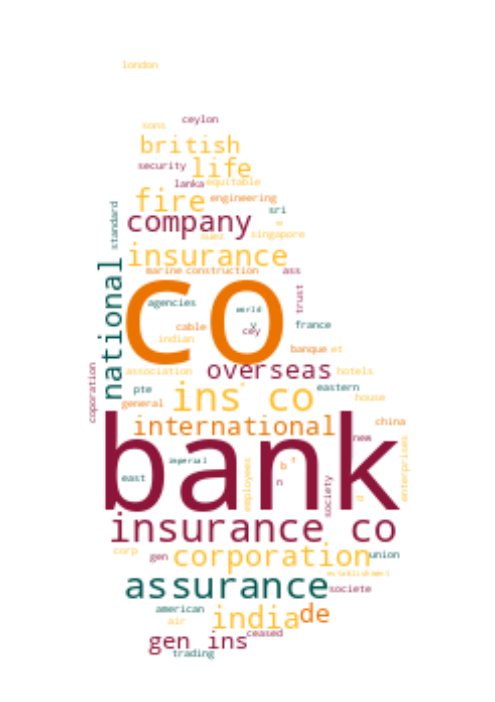 london
ceylon
sons
british
security
life
lanka
equitable
standard
fire
engineering
sri
company
suez
singapore
insurance
marine
construction
ass
national
co
agencies
trust
world
v
cey
france
cable
indian
banque
et
coporation
association
overseas
hotels
pte
ins co
eastern
house
general
international
china
bank
new
imperial
east
employees
b
f
n
society
d
enterprises
insurance co
corp
gen
corporation
union
establishment
assurance
societe
american
air
india
de
gen ins
ceased
trading